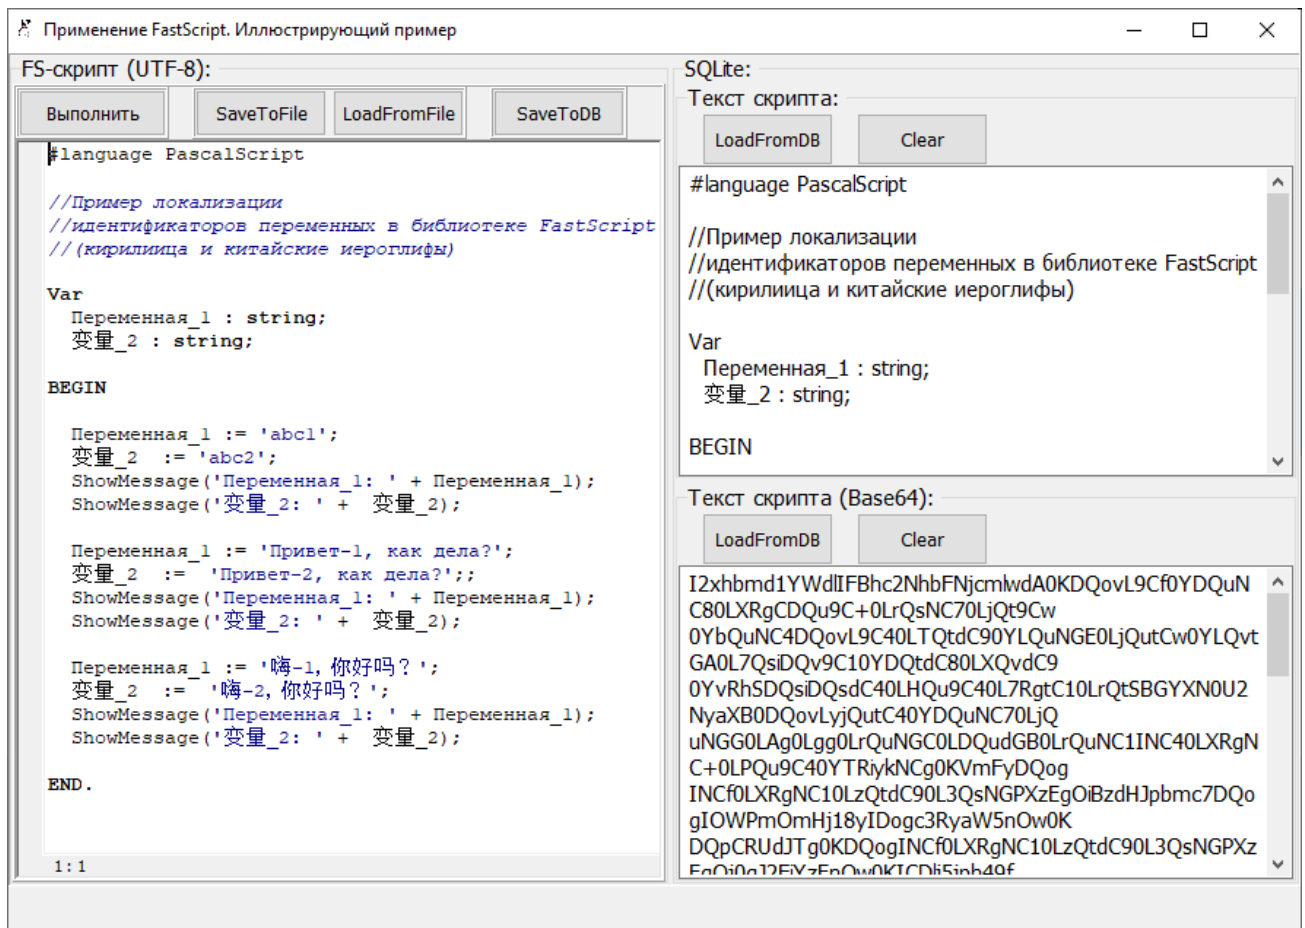 Применение FastScript. Иллюстрирующий пример
FS-скрипт (UTF-8):
Выполнить
SaveToFile
LoadFromFile
SaveToDB
#language PascalScript
//Пример локализации
//идентификаторов переменных в библиотеке FastScript
//(кирилиица и китайские иероглифы)
Var
Переменная_1 : string;
变量_2 : string;
BEGIN
Переменная_1 := 'abc1';
变量_2  := 'abc2';
ShowMessage('Переменная_1: ' + Переменная_1);
ShowMessage('变量_2: ' +  变量_2);
Переменная_1 := 'Привет-1, как дела?';
变量_2  :=  'Привет-2, как дела?';;
ShowMessage('Переменная_1: ' + Переменная_1);
ShowMessage('变量_2: ' +  变量_2);
Переменная_1 := '嗨-1, 你好吗？';
变量_2  :=  '嗨-2, 你好吗？';
ShowMessage('Переменная_1: ' + Переменная_1);
ShowMessage('变量_2: ' +  变量_2);
END.
1:1
SQLite:
Текст скрипта:
LoadFromDB
Clear
#language PascalScript
//Пример локализации
//идентификаторов переменных в библиотеке FastScript
//(кирилиица и китайские иероглифы)
Var
Переменная_1 : string;
变量_2 : string;
BEGIN
Текст скрипта (Base64):
LoadFromDB
Clear
I2xhbmd1YWdlIFBhc2NhbFNjcmlwdA0KDQovL9Cf0YDQuN
C80LXRgCDQu9C+0LrQsNC70LjQt9Cw
0YbQuNC4DQovL9C40LTQtdC90YLQuNGE0LjQutCw0YLQvt
GA0L7QsiDQv9C10YDQtdC80LXQvdC9
0YvRhSDQsiDQsdC40LHQu9C40L7RgtC10LrQtSBGYXN0U2
NyaXB0DQovLyjQutC40YDQuNC70LjQ
uNGG0LAg0Lgg0LrQuNGC0LDQudGB0LrQuNC1INC40LXRgN
C+0LPQu9C40YTRiykNCg0KVmFyDQog
INCf0LXRgNC10LzQtdC90L3QsNGPXzEgOiBzdHJpbmc7DQo
gIOWPmOmHj18yIDogc3RyaW5nOw0K
DQpCRUdJTg0KDQogINCf0LXRgNC10LzQtdC90L3QsNGPXz